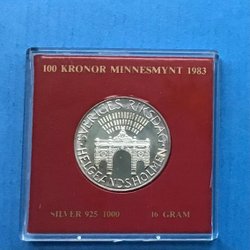 100 KRONOR MINNESMYNT 1983
SVERIGES RIKSDAG
HELGEANDSHOLMEN
SILVER 925/1000 16 GRAM